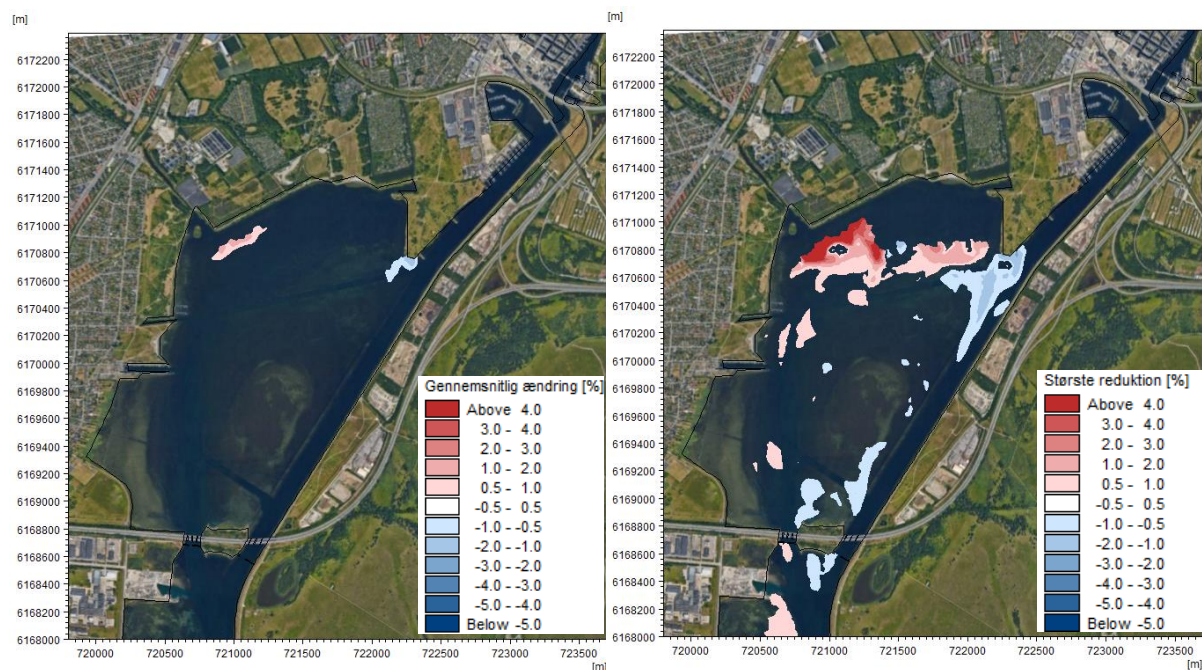 [m]
6172200
6172000
6171800
6171600
6171400
6171200
6171000
6170800
6170600
6170400
6170200
6170000
6169800
6169600
6169400
6169200
6169000
6168800
6168600
6168400
6168200
6168000
720000 720500 721000 721500 722000 722500 723000 723500
[m]
Gennemsnitlig ændring [%]
Above 4.0
3.0 - 4.0
2.0 - 3.0
1.0 - 2.0
0.5 - 1.0
-0.5 - 0.5
-1.0 - -0.5
-2.0 - -1.0
-3.0 - -2.0
-4.0 - -3.0
-5.0 - -4.0
Below -5.0
[m]
6172200
6172000
6171800
6171600
6171400
6171200
6171000
6170800
6170600
6170400
6170200
6170000
6169800
6169600
6169400
6169200
6169000
6168800
6168600
6168400
6168200
6168000
720000 720500 721000 721500 722000 722500 723000 723500
[m]
Største reduktion [%]
Above 4.0
3.0 - 4.0
2.0 - 3.0
1.0 - 2.0
0.5 - 1.0
-0.5 - 0.5
-1.0 - -0.5
-2.0 - -1.0
-3.0 - -2.0
-4.0 - -3.0
-5.0 - -4.0
Below -5.0